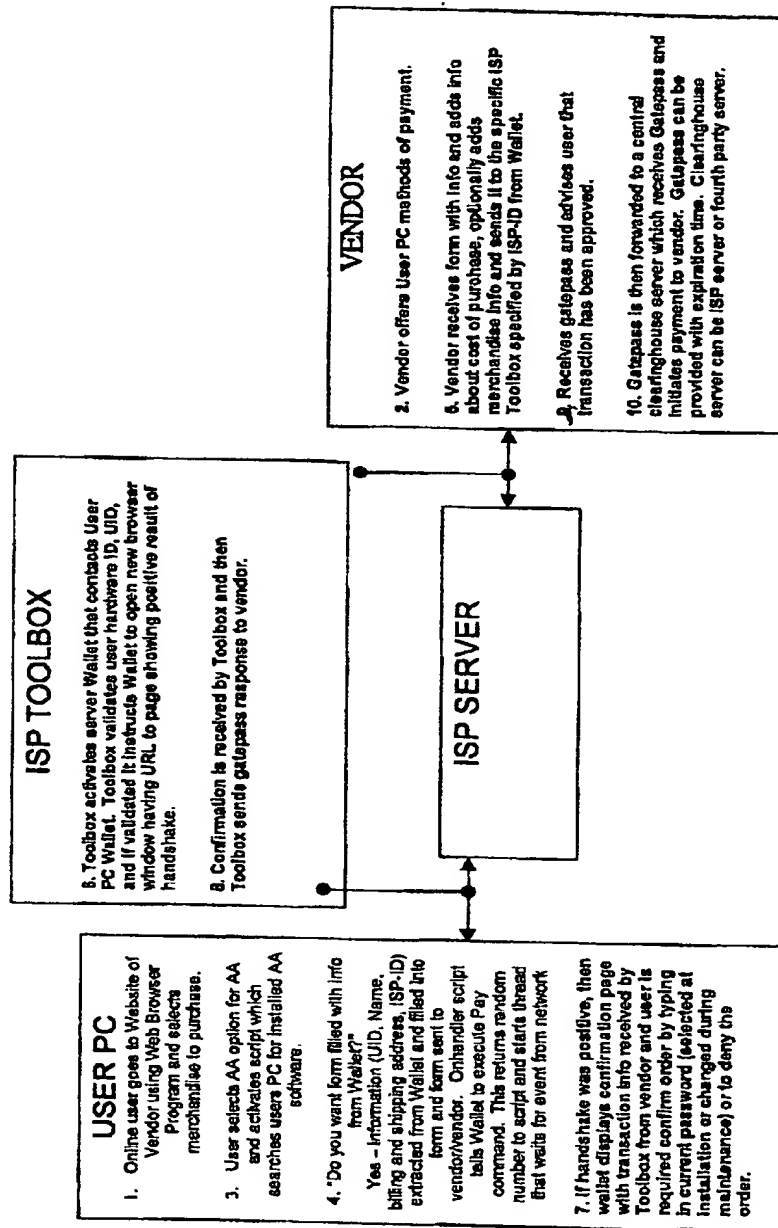 USER PC
1. Online user goes to Website of
Vendor using Web Browser
Program and selects
merchandise to purchase.
3. User selects AA option for AA
and activates script which
searches users PC for installed AA
software.
4. "Do you want form filled with info
from Wallet?"
Yes – information (UID, Name,
billing and shipping address, ISP-ID)
extracted from Wallet and filled into
form and form sent to
vendor/vendor. Onhandler script
tells Wallet to execute Pay
command. This returns random
number to script and starts thread
that waits for event from network
7. If handshake was positive, then
wallet displays confirmation page
with transaction info received by
Toolbox from vendor and user is
required confirm order by typing
in current password (selected at
installation or changed during
maintenance) or to deny the
order.
ISP TOOLBOX
6. Toolbox activates server Wallet that contacts User
PC Wallet. Toolbox validates user hardware ID, UID,
and if validated it instructs Wallet to open new browser
window having URL to page showing positive result of
handshake.
8. Confirmation is received by Toolbox and then
Toolbox sends gatepass response to vendor.
ISP SERVER
VENDOR
2. Vendor offers User PC methods of payment.
5. Vendor receives form with info and adds info
about cost of purchase, optionally adds
merchandise info and sends it to the specific ISP
Toolbox specified by ISP-ID from Wallet.
9. Receives gatepass and advises user that
transaction has been approved.
10. Gatepass is then forwarded to a central
clearinghouse server which receives Gatepass and
initiates payment to vendor. Gatepass can be
provided with expiration time. Clearinghouse
server can be ISP server or fourth party server.